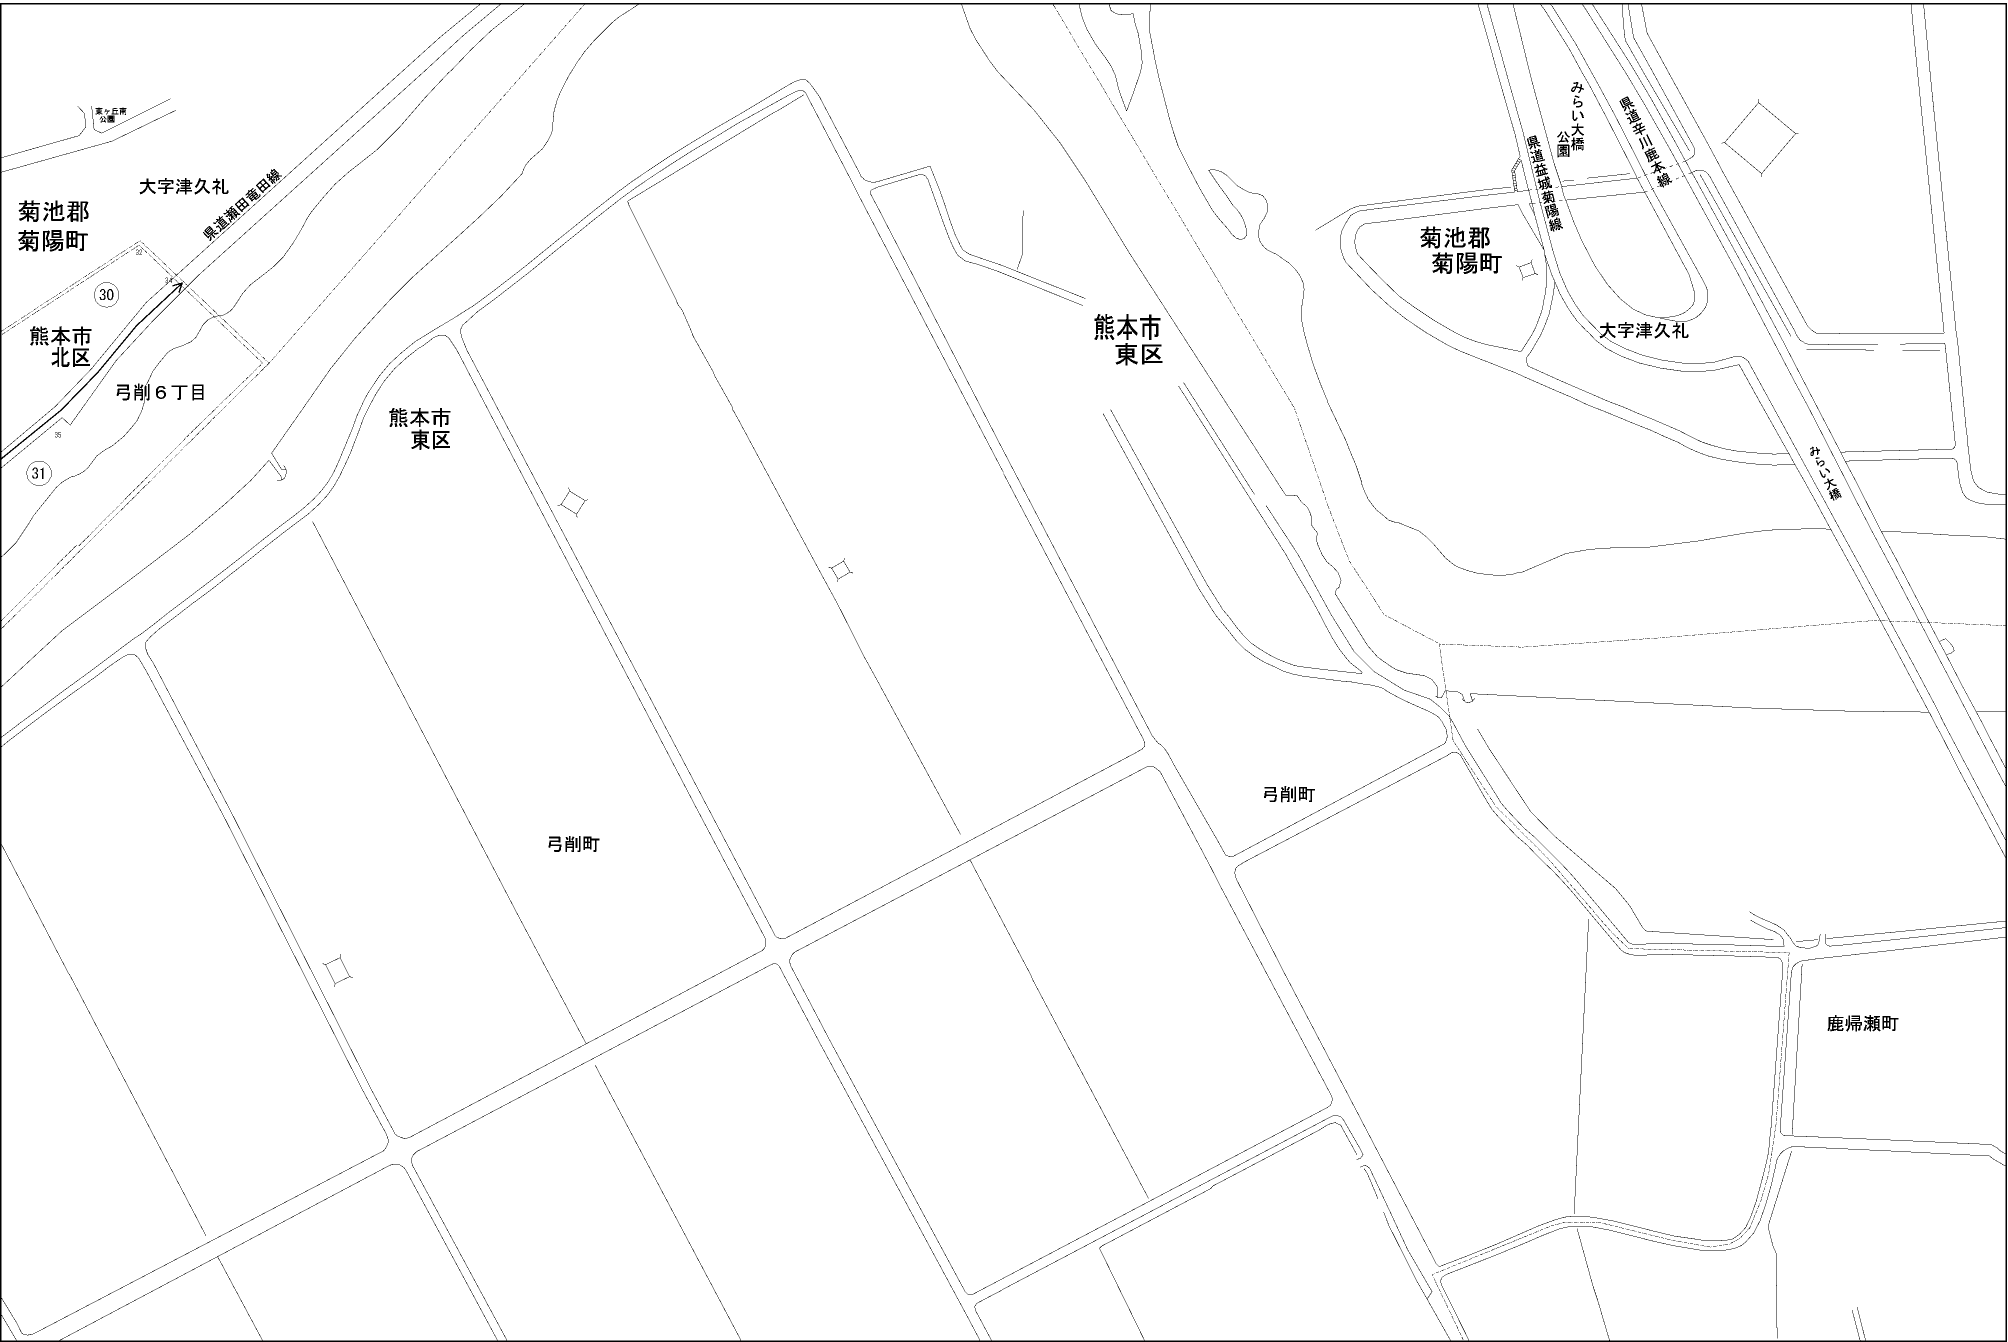 東ヶ丘南
公園
大字津久礼
県道瀬田竜田線
菊池郡
菊陽町
32
34
30
熊本市
北区
弓削6丁目
35
31
熊本市
東区
熊本市
東区
みらい大橋
公園
県道辛川鹿本線
県道益城菊陽線
菊池郡
菊陽町
大字津久礼
みらい大橋
弓削町
弓削町
鹿帰瀬町